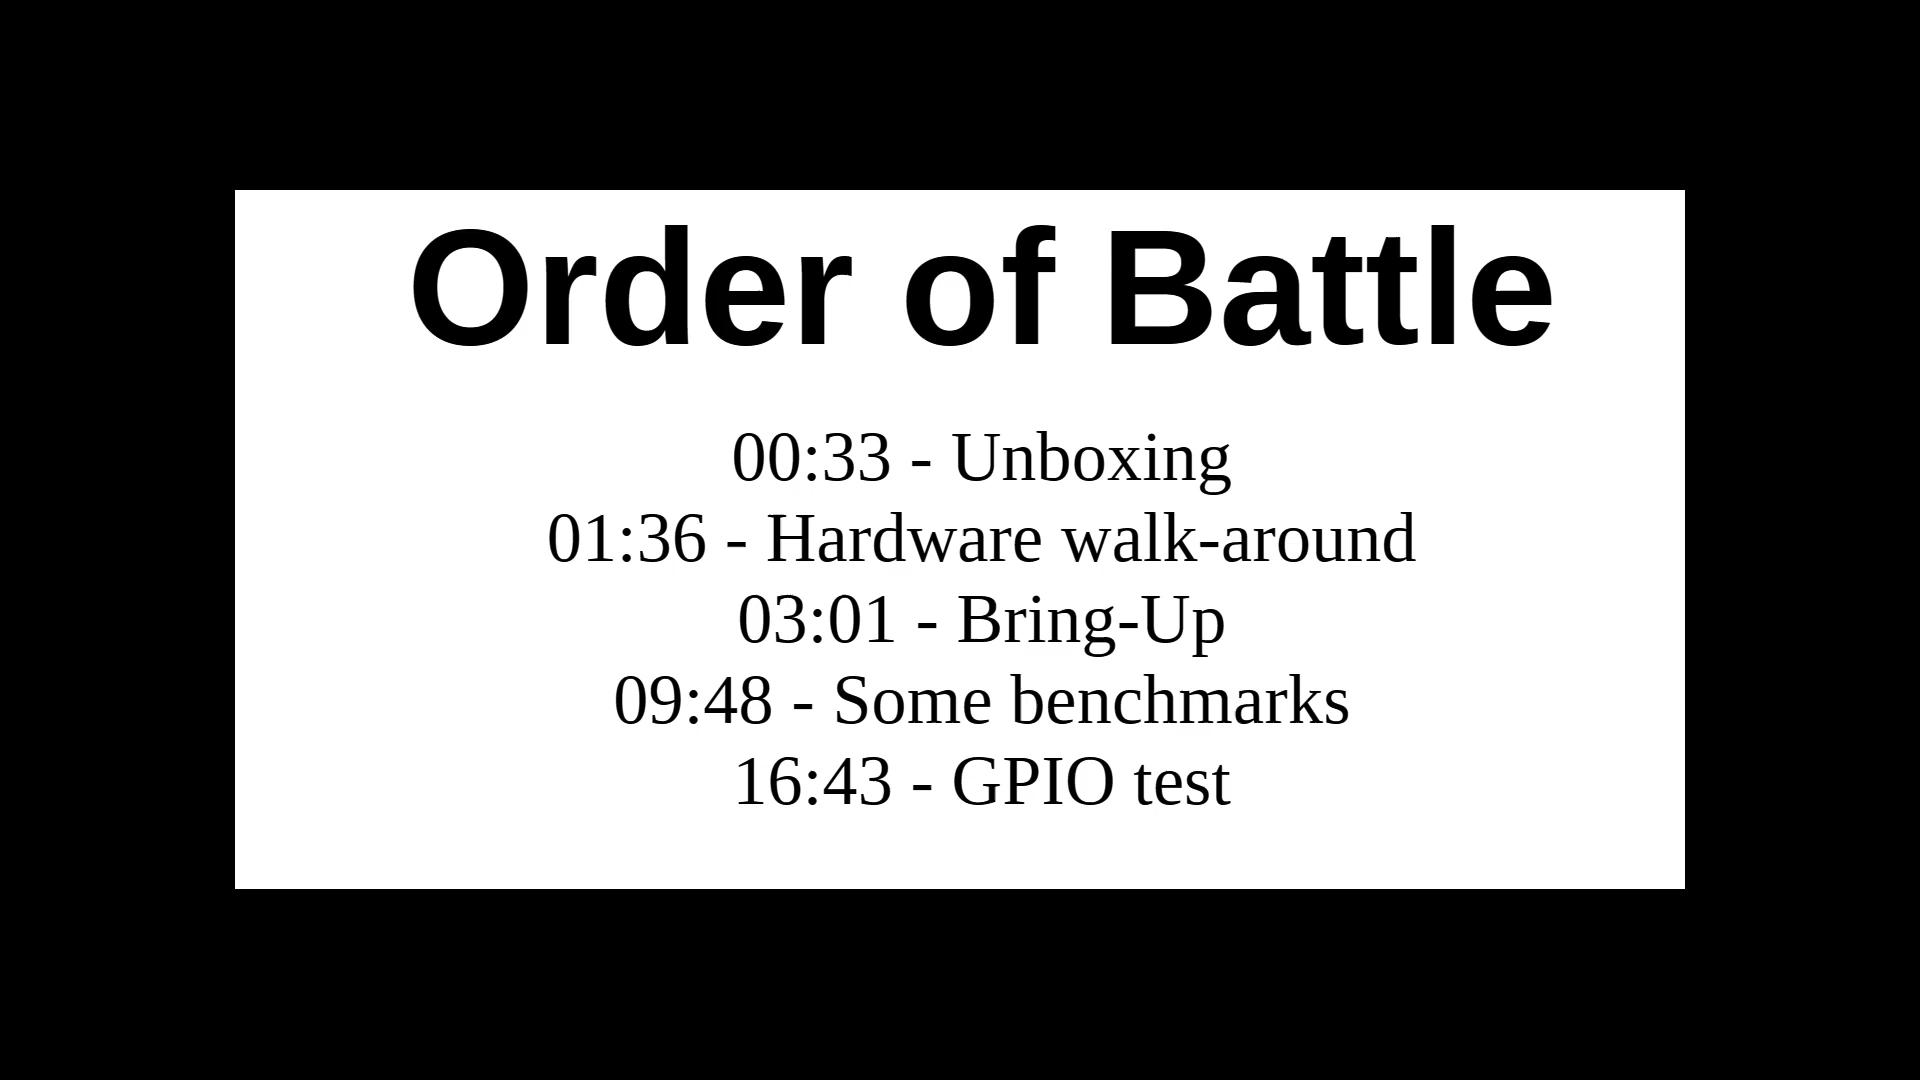 Order of Battle
00:33 - Unboxing
01:36 - Hardware walk-around
03:01 - Bring-Up
09:48 - Some benchmarks
16:43 - GPIO test